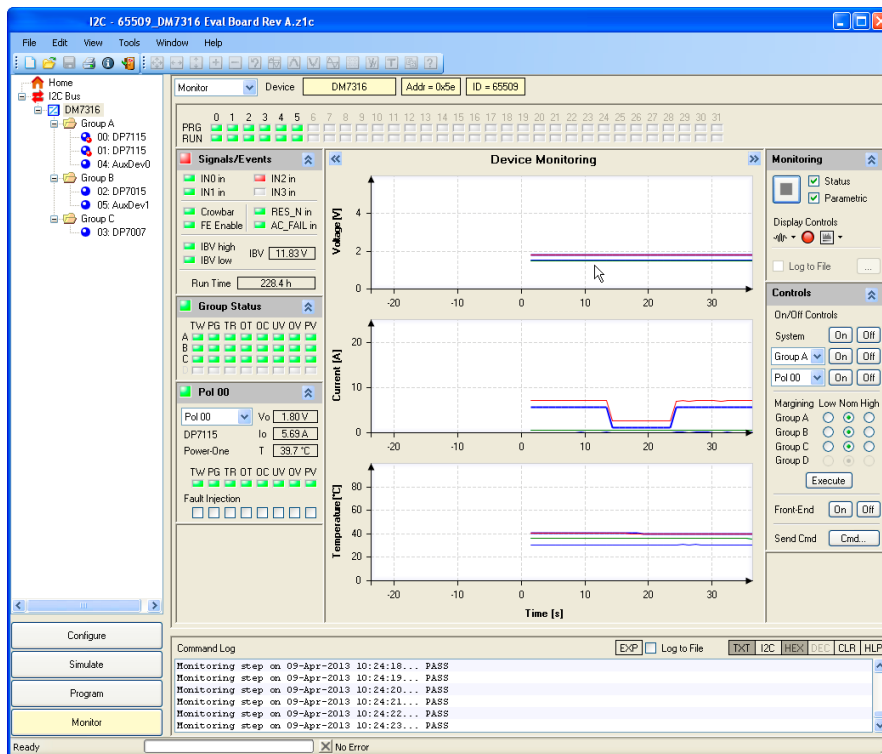 I2C - 65509_DM7316 Eval Board Rev A.z1c
File Edit View Tools Window Help
Home
I2C Bus
DM7316
Group A
00: DP7115
01: DP7115
04: AuxDev0
Group B
02: DP7015
05: AuxDev1
Group C
03: DP7007
Configure
Simulate
Program
Monitor
Monitor Device DM7316 Addr = 0x5e ID = 65509
0 1 2 3 4 5 6 7 8 9 10 11 12 13 14 15 16 17 18 19 20 21 22 23 24 25 26 27 28 29 30 31
PRG
RUN
Signals/Events
IN0 in IN2 in
IN1 in IN3 in
Crowbar RES_N in
FE Enable AC_FAIL in
IBV high
IBV low
IBV 11.83 V
Run Time 228.4 h
Group Status
TW PG TR OT OC UV OV PV
A
B
C
D
Pol 00
Pol 00 Vo 1.80 V
DP7115 Io 5.69 A
Power-One T 39.7 °C
TW PG TR OT OC UV OV PV
Fault Injection
Device Monitoring
Voltage [V]
4
2
0
-20 -10 0 10 20 30
Current [A]
20
10
0
-20 -10 0 10 20 30
Temperature [°C]
80
60
40
20
0
-20 -10 0 10 20 30
Time [s]
Monitoring
Status
Parametric
Display Controls
Log to File ...
Controls
On/Off Controls
System On Off
Group A On Off
Pol 00 On Off
Margining Low Nom High
Group A
Group B
Group C
Group D
Execute
Front-End On Off
Send Cmd Cmd...
Command Log EXP Log to File TXT I2C HEX DEC CLR HLP
Monitoring step on 09-Apr-2013 10:24:18... PASS
Monitoring step on 09-Apr-2013 10:24:19... PASS
Monitoring step on 09-Apr-2013 10:24:20... PASS
Monitoring step on 09-Apr-2013 10:24:21... PASS
Monitoring step on 09-Apr-2013 10:24:22... PASS
Monitoring step on 09-Apr-2013 10:24:23... PASS
Ready No Error